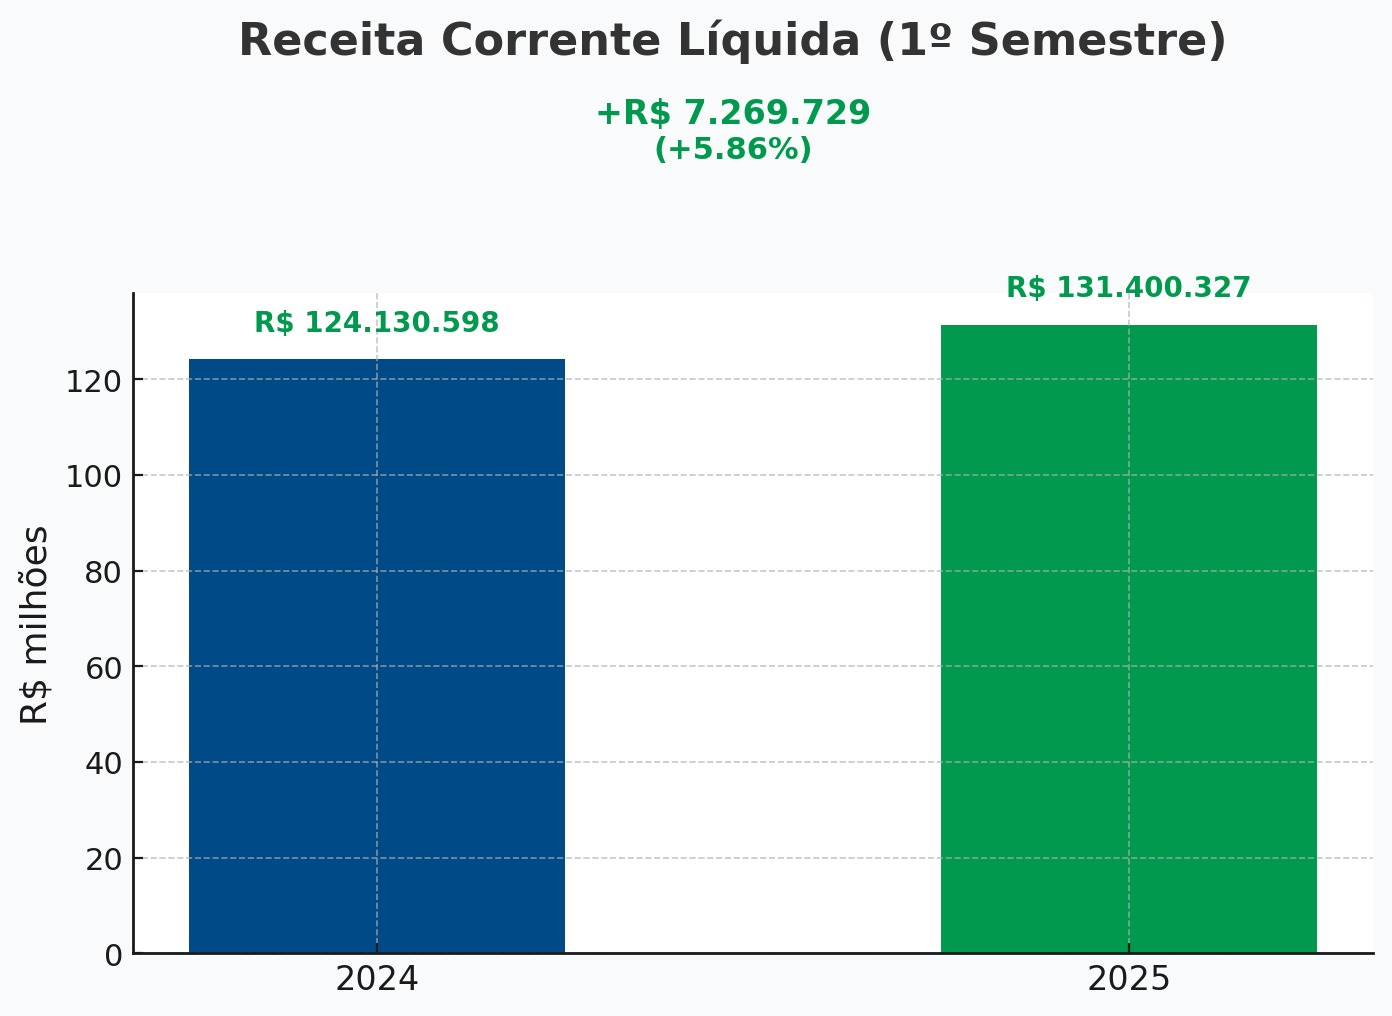 Receita Corrente Líquida (1º Semestre)
+R$ 7.269.729
(+5.86%)
R$ 131.400.327
R$ 124.130.598
120
100
80
60
40
20
0
R$ milhões
2024
2025